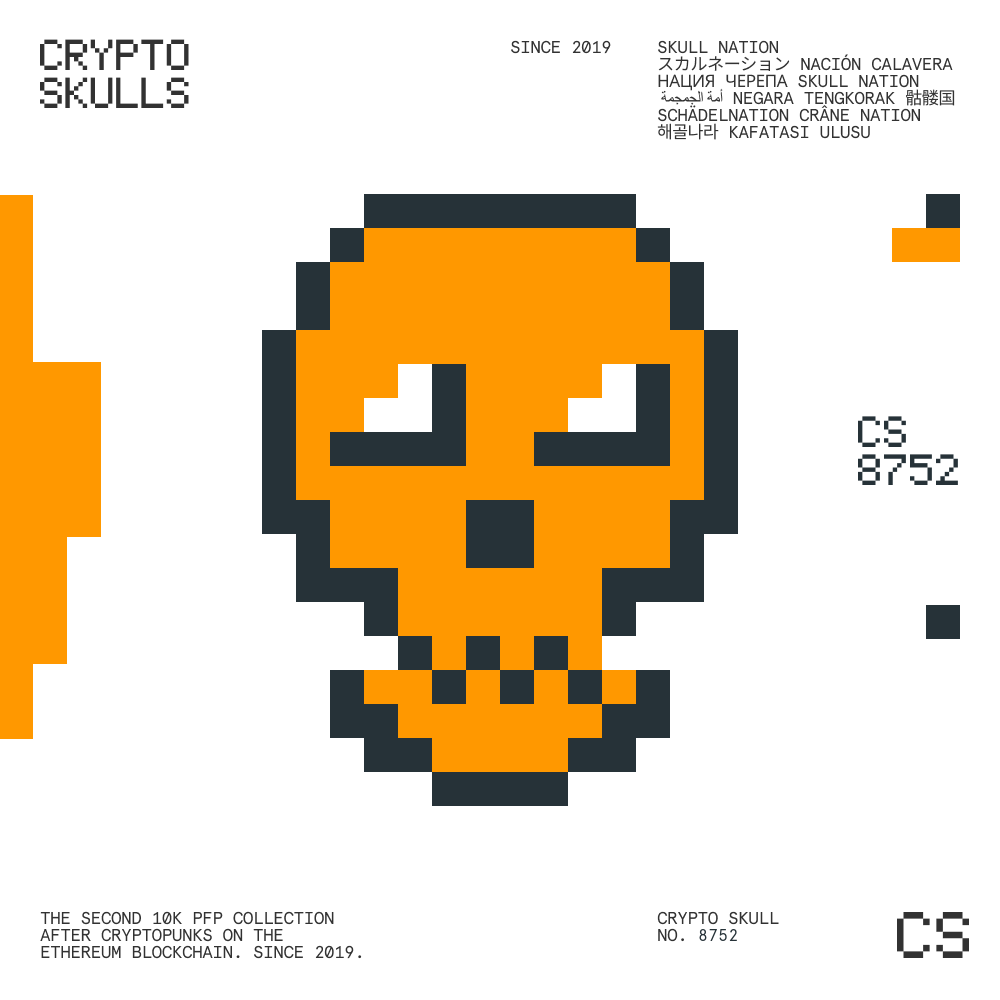 CRYPTO
SKULLS
SINCE 2019
SKULL NATION
スカルネーション NACIÓN CALAVERA
НАЦИЯ ЧЕРЕПА SKULL NATION
أمة الجمجمة NEGARA TENGKORAK 骷髅国
SCHÄDELNATION CRÂNE NATION
해골나라 KAFATASI ULUSU
CS
8752
THE SECOND 10K PFP COLLECTION
AFTER CRYPTOPUNKS ON THE
ETHEREUM BLOCKCHAIN. SINCE 2019.
CRYPTO SKULL
NO. 8752
CS